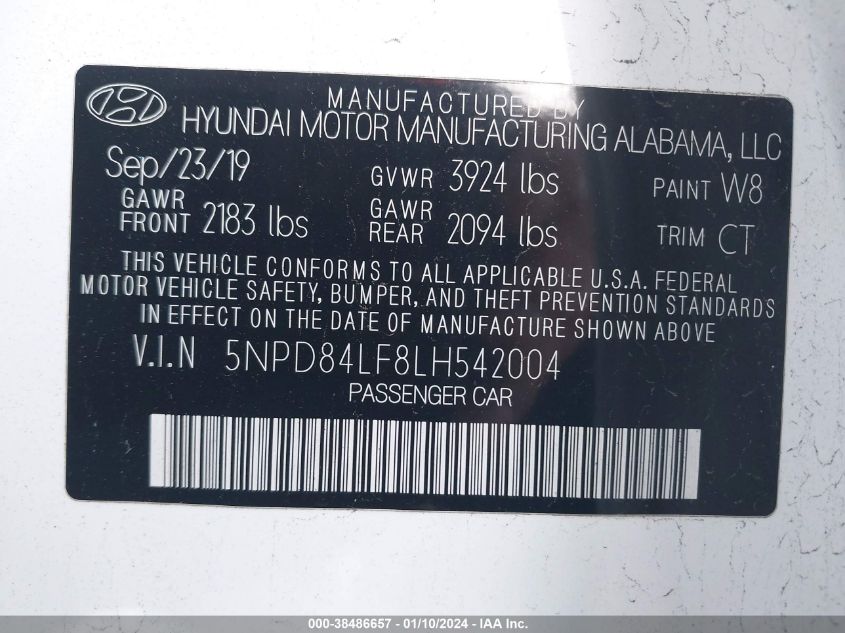 MANUFACTURED BY
HYUNDAI MOTOR MANUFACTURING ALABAMA, LLC
Sep/23/19 GVWR 3924 lbs PAINT W8
GAWR FRONT 2183 lbs GAWR REAR 2094 lbs TRIM CT
THIS VEHICLE CONFORMS TO ALL APPLICABLE U.S.A. FEDERAL
MOTOR VEHICLE SAFETY, BUMPER, AND THEFT PREVENTION STANDARDS
IN EFFECT ON THE DATE OF MANUFACTURE SHOWN ABOVE
V.I.N 5NPD84LF8LH542004
PASSENGER CAR
000-38486657 - 01/10/2024 - IAA Inc.